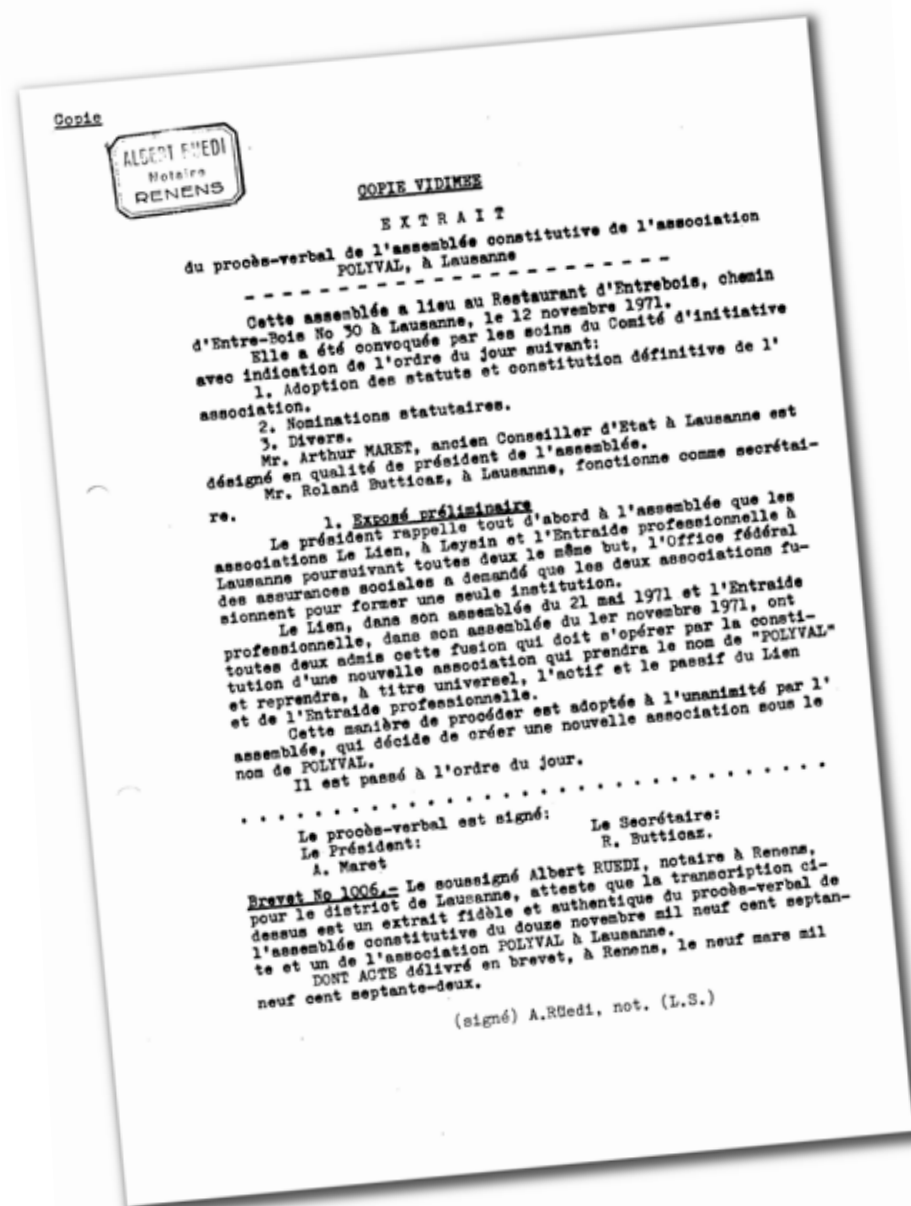 Copie
ALBERT RUEDI
Notaire
RENENS
COPIE VIDIMEE
EXTRAIT
du procès-verbal de l'assemblée constitutive de l'association
POLYVAL, à Lausanne
Cette assemblée a lieu au Restaurant d'Entrebois, chemin
d'Entre-Bois No 30 à Lausanne, le 12 novembre 1971.
Elle a été convoquée par les soins du Comité d'initiative
avec indication de l'ordre du jour suivant:
1. Adoption des statuts et constitution définitive de l'
association.
2. Nominations statutaires.
3. Divers.
Mr. Arthur MARET, ancien Conseiller d'Etat à Lausanne est
désigné en qualité de président de l'assemblée.
Mr. Roland Butticaz, à Lausanne, fonctionne comme secrétai-
re.
1. Exposé préliminaire
Le président rappelle tout d'abord à l'assemblée que les
associations Le Lien, à Leysin et l'Entraide professionnelle à
Lausanne poursuivant toutes deux le même but, l'Office fédéral
des assurances sociales a demandé que les deux associations fu-
sionnent pour former une seule institution.
Le Lien, dans son assemblée du 21 mai 1971 et l'Entraide
professionnelle, dans son assemblée du 1er novembre 1971, ont
toutes deux admis cette fusion qui doit s'opérer par la consti-
tution d'une nouvelle association qui prendra le nom de "POLYVAL"
et reprendra, à titre universel, l'actif et le passif du Lien
et de l'Entraide professionnelle.
Cette manière de procéder est adoptée à l'unanimité par l'
assemblée, qui décide de créer une nouvelle association sous le
nom de POLYVAL.
Il est passé à l'ordre du jour.
Le procès-verbal est signé:
Le Président: Le Secrétaire:
A. Maret R. Butticaz.
Brevet No 1006.- Le soussigné Albert RUEDI, notaire à Renens,
pour le district de Lausanne, atteste que la transcription ci-
dessus est un extrait fidèle et authentique du procès-verbal de
l'assemblée constitutive du douze novembre mil neuf cent septan-
te et un de l'association POLYVAL à Lausanne.
DONT ACTE délivré en brevet, à Renens, le neuf mars mil
neuf cent septante-deux.
(signé) A.Rüedi, not. (L.S.)